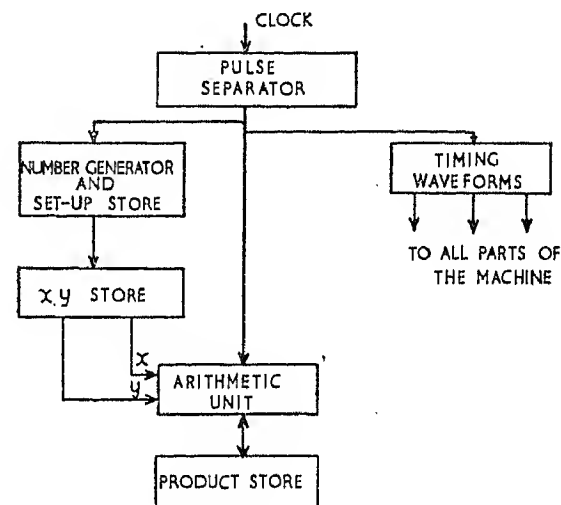 CLOCK
PULSE
SEPARATOR
NUMBER GENERATOR
AND
SET-UP STORE
TIMING
WAVEFORMS
TO ALL PARTS OF
THE MACHINE
x,y STORE
x
y
ARITHMETIC
UNIT
PRODUCT STORE